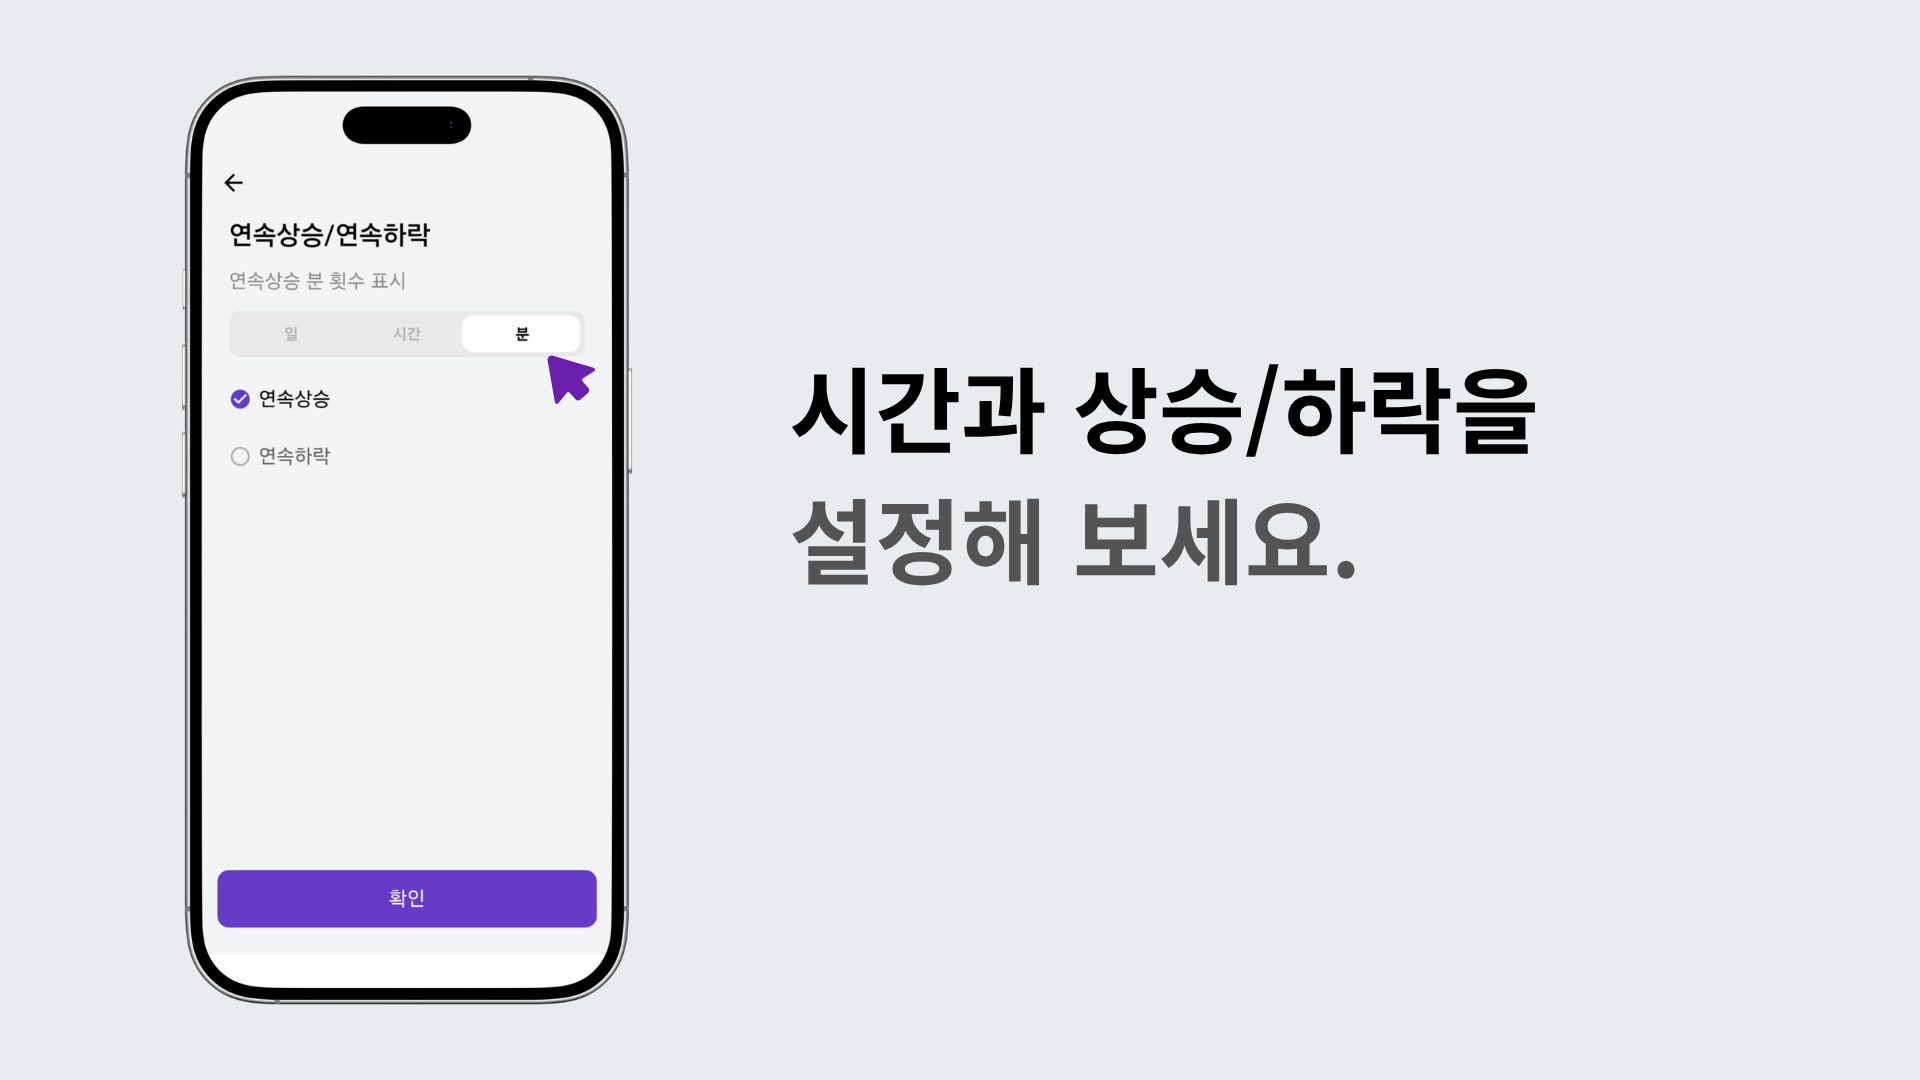 연속상승/연속하락
연속상승 분 횟수 표시
일 시간 분
연속상승
연속하락
확인
시간과 상승/하락을
설정해 보세요.